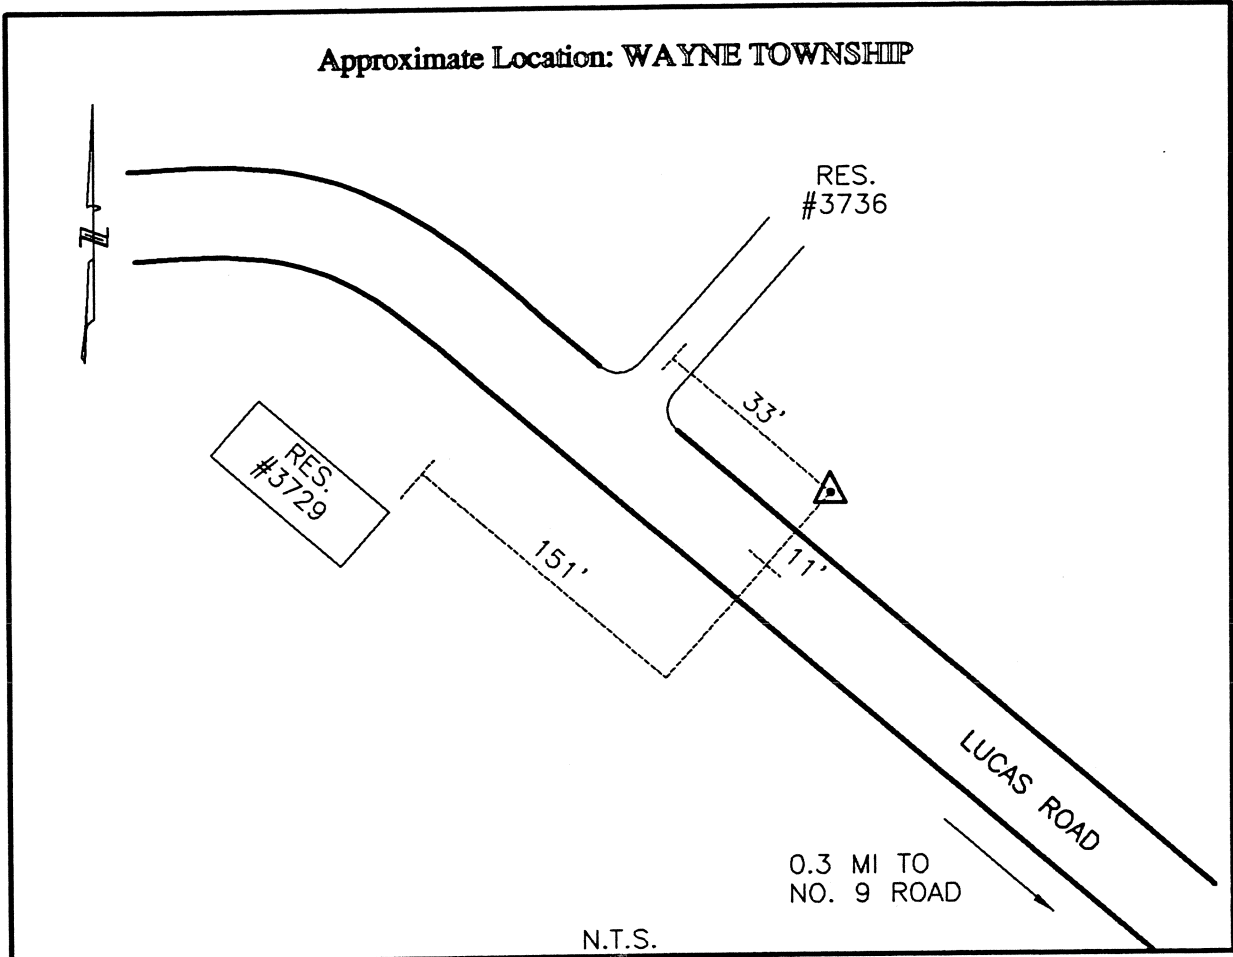 Approximate Location: WAYNE TOWNSHIP
N
RES.
#3736
33'
RES.
#3729
151'
11'
LUCAS ROAD
0.3 MI TO
NO. 9 ROAD
N.T.S.